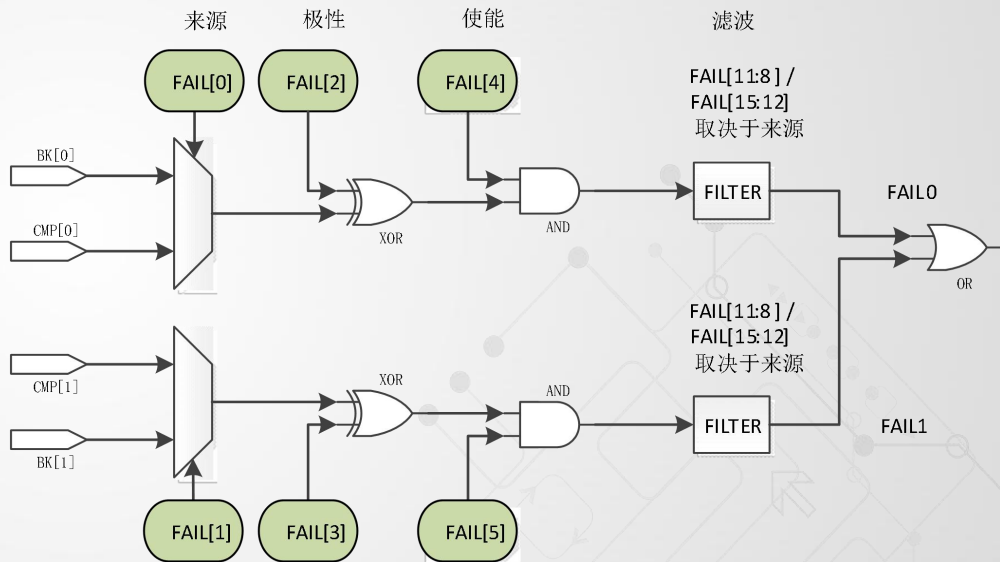 来源
极性
使能
滤波
FAIL[0]
FAIL[2]
FAIL[4]
FAIL[11:8] /
FAIL[15:12]
取决于来源
BK[0]
CMP[0]
XOR
AND
FILTER
FAIL0
OR
FAIL[11:8] /
FAIL[15:12]
取决于来源
CMP[1]
BK[1]
XOR
AND
FILTER
FAIL1
FAIL[1]
FAIL[3]
FAIL[5]